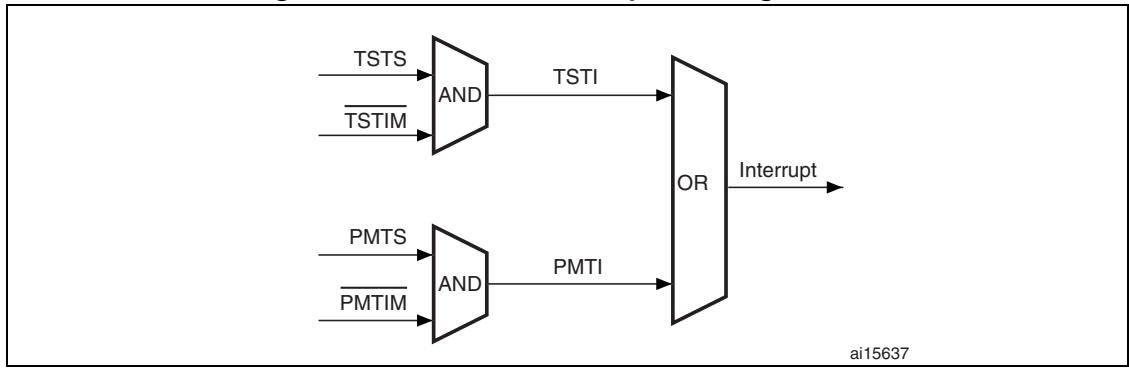 TSTS
TSTI
AND
TSTIM
Interrupt
OR
PMTS
PMTI
AND
PMTIM
ai15637